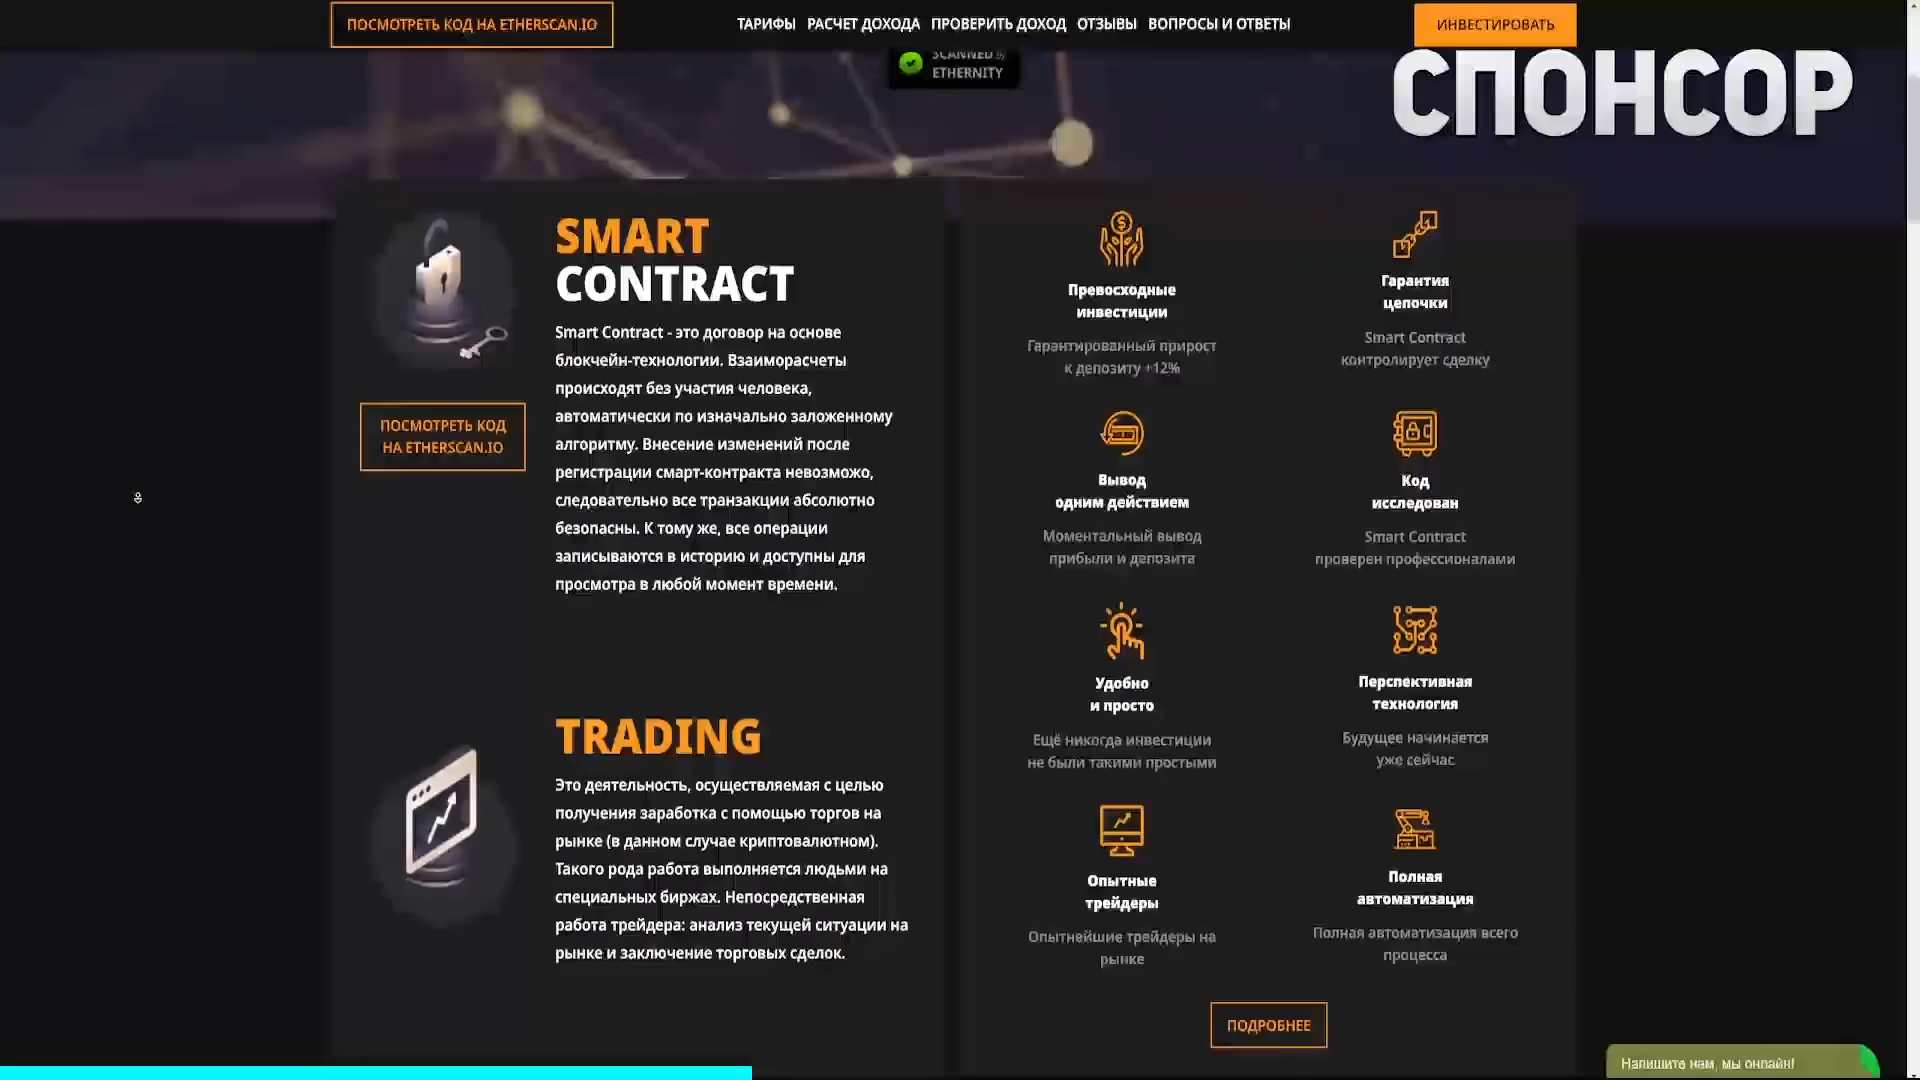 ПОСМОТРЕТЬ КОД НА ETHERSCAN.IO
ТАРИФЫ РАСЧЕТ ДОХОДА ПРОВЕРИТЬ ДОХОД ОТЗЫВЫ ВОПРОСЫ И ОТВЕТЫ
ИНВЕСТИРОВАТЬ
SCANNED by
ETHERNITY
СПОНСОР
SMART
CONTRACT
Smart Contract - это договор на основе
блокчейн-технологии. Взаиморасчеты
происходят без участия человека,
автоматически по изначально заложенному
алгоритму. Внесение изменений после
регистрации смарт-контракта невозможо,
следовательно все транзакции абсолютно
безопасны. К тому же, все операции
записываются в историю и доступны для
просмотра в любой момент времени.
ПОСМОТРЕТЬ КОД
НА ETHERSCAN.IO
TRADING
Это деятельность, осуществляемая с целью
получения заработка с помощью торгов на
рынке (в данном случае криптовалютном).
Такого рода работа выполняется людьми на
специальных биржах. Непосредственная
работа трейдера: анализ текущей ситуации на
рынке и заключение торговых сделок.
Превосходные
инвестиции
Гарантированный прирост
к депозиту +12%
Гарантия
цепочки
Smart Contract
контролирует сделку
Вывод
одним действием
Моментальный вывод
прибыли и депозита
Код
исследован
Smart Contract
проверен профессионалами
Удобно
и просто
Ещё никогда инвестиции
не были такими простыми
Перспективная
технология
Будущее начинается
уже сейчас
Опытные
трейдеры
Опытнейшие трейдеры на
рынке
Полная
автоматизация
Полная автоматизация всего
процесса
ПОДРОБНЕЕ
Напишите нам, мы онлайн!